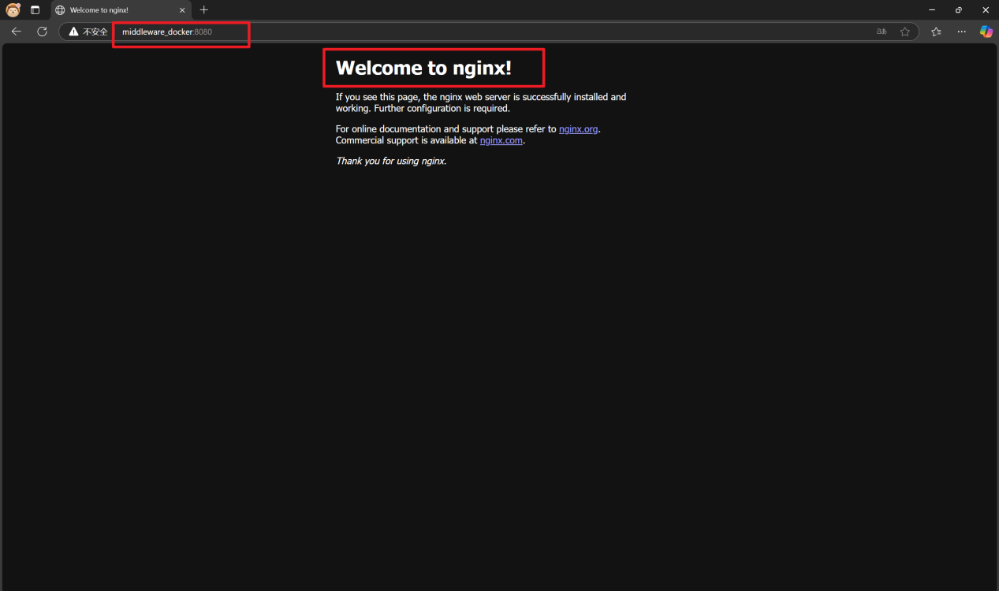 Welcome to nginx!
不安全 middleware_docker:8080
aあ
Welcome to nginx!
If you see this page, the nginx web server is successfully installed and
working. Further configuration is required.
For online documentation and support please refer to nginx.org.
Commercial support is available at nginx.com.
Thank you for using nginx.